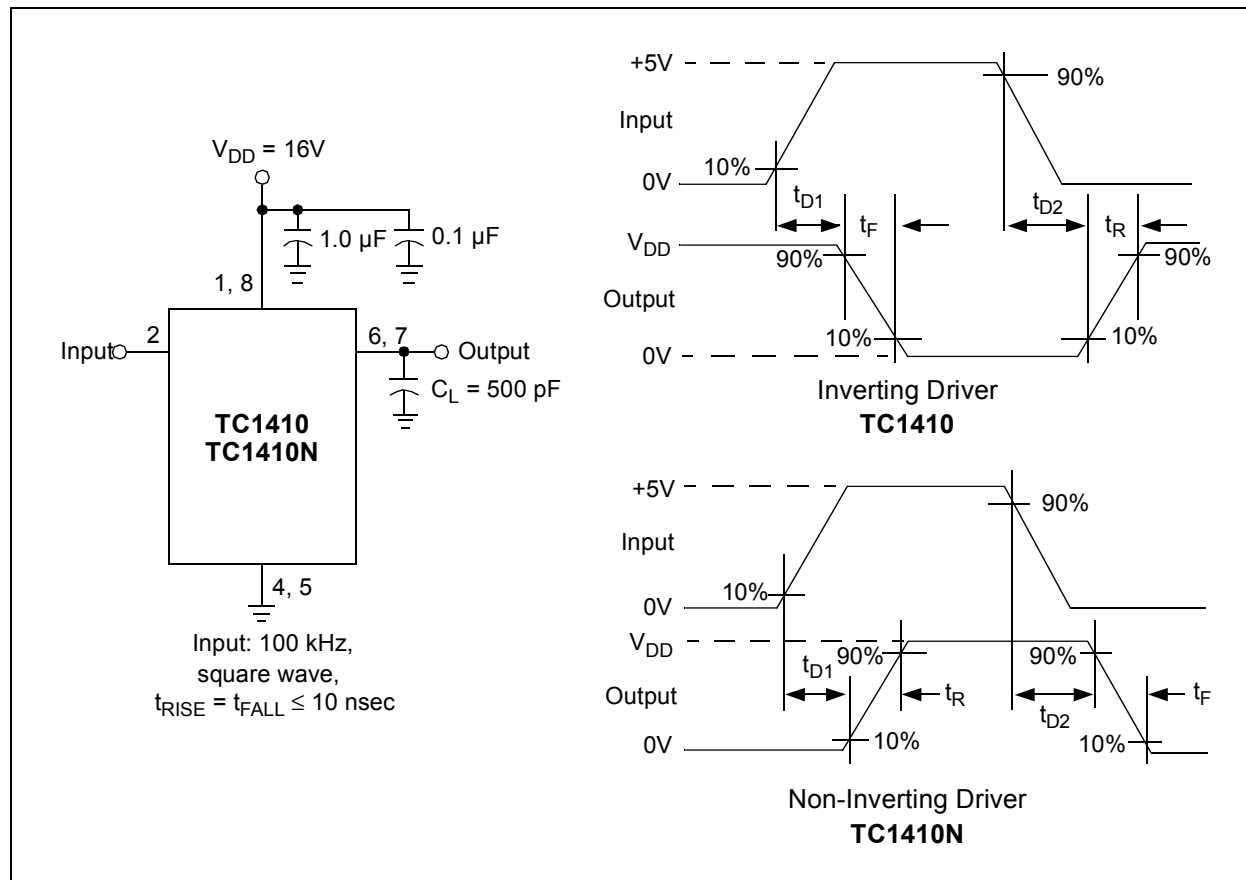 V_DD = 16V
1.0 µF
0.1 µF
1, 8
2
6, 7
Input
Output
C_L = 500 pF
TC1410
TC1410N
4, 5
Input: 100 kHz,
square wave,
t_RISE = t_FALL ≤ 10 nsec
+5V
90%
Input
10%
0V
t_D1
t_D2
t_F
t_R
V_DD
90%
90%
Output
10%
10%
0V
Inverting Driver
TC1410
+5V
90%
Input
10%
0V
V_DD
t_D1
90%
90%
Output
t_R
t_D2
t_F
0V
10%
10%
Non-Inverting Driver
TC1410N